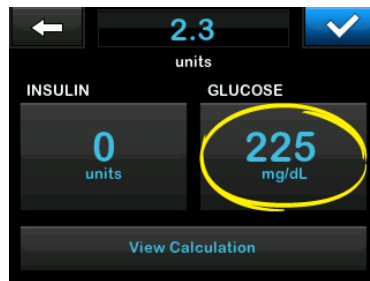 2.3
units
INSULIN
GLUCOSE
0
units
225
mg/dL
View Calculation